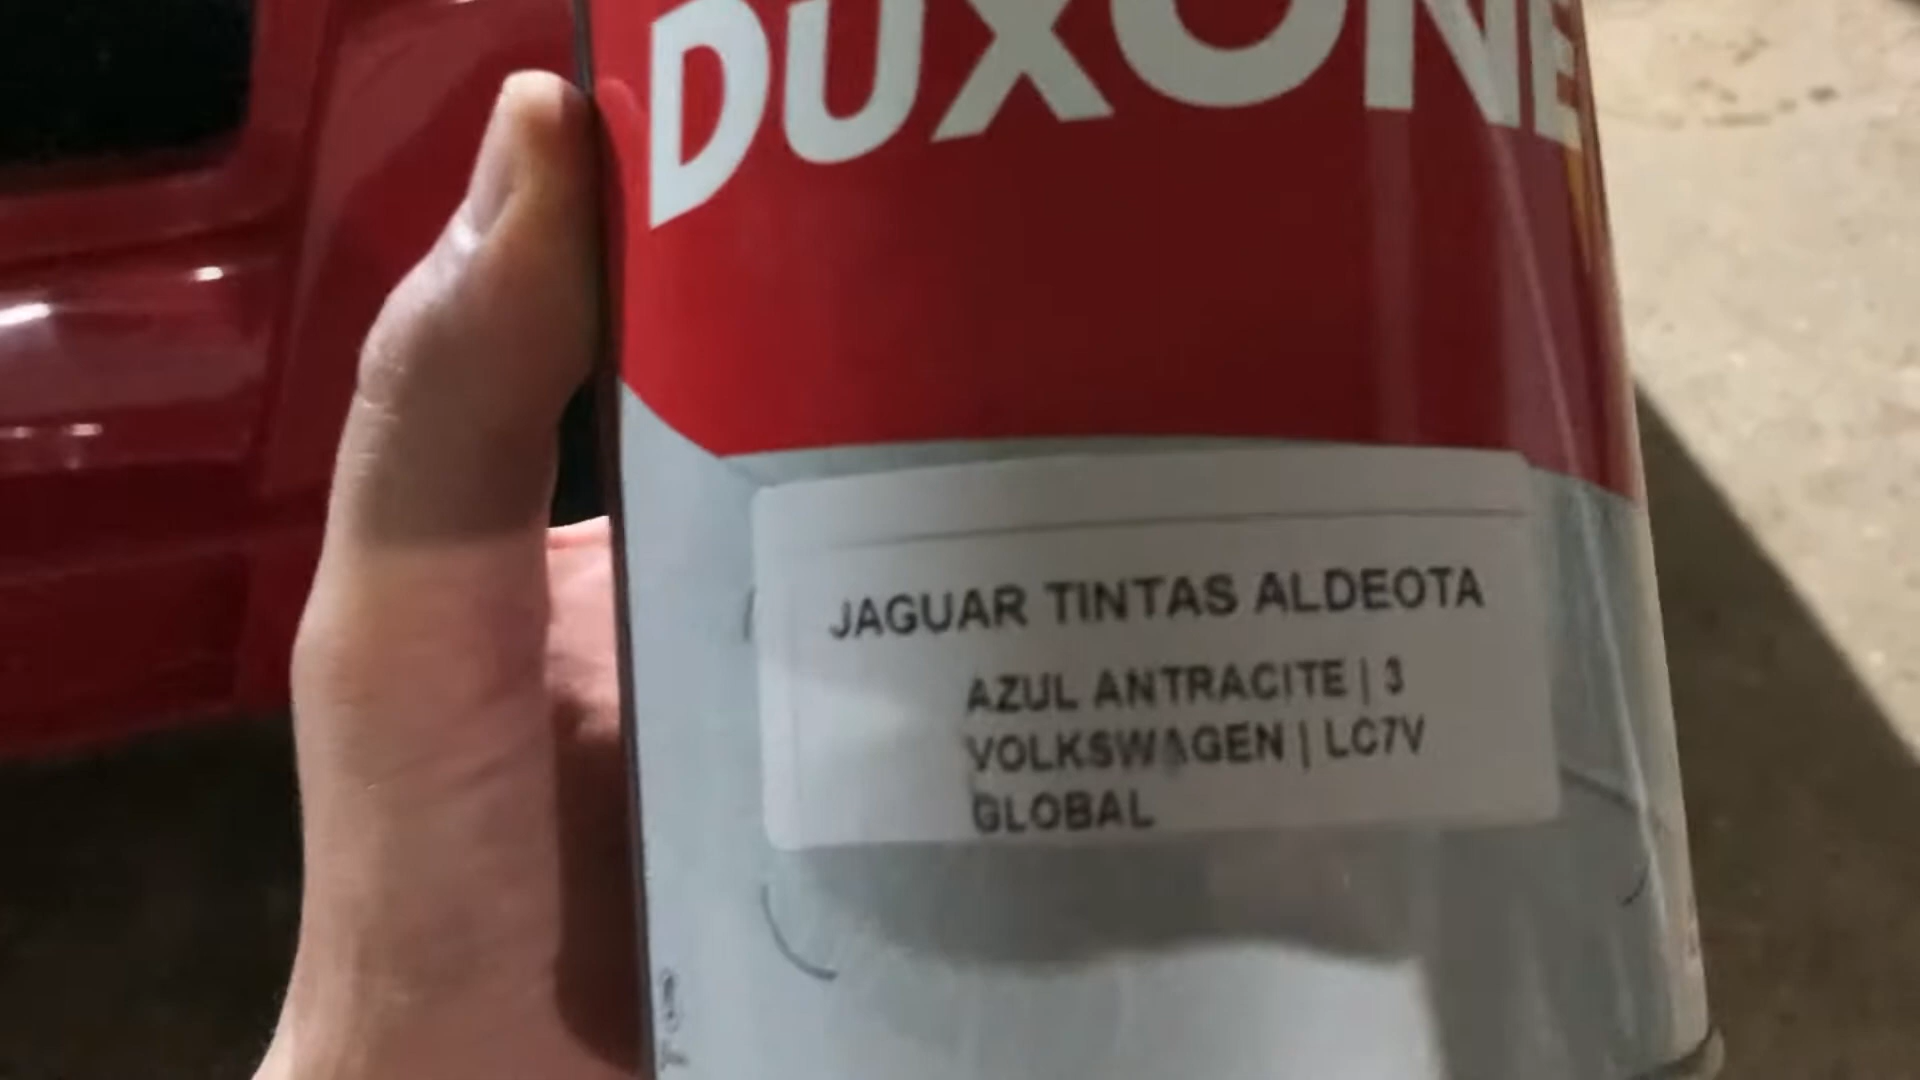 DUXONE
JAGUAR TINTAS ALDEOTA
AZUL ANTRACITE | 3
VOLKSWAGEN | LC7V
GLOBAL